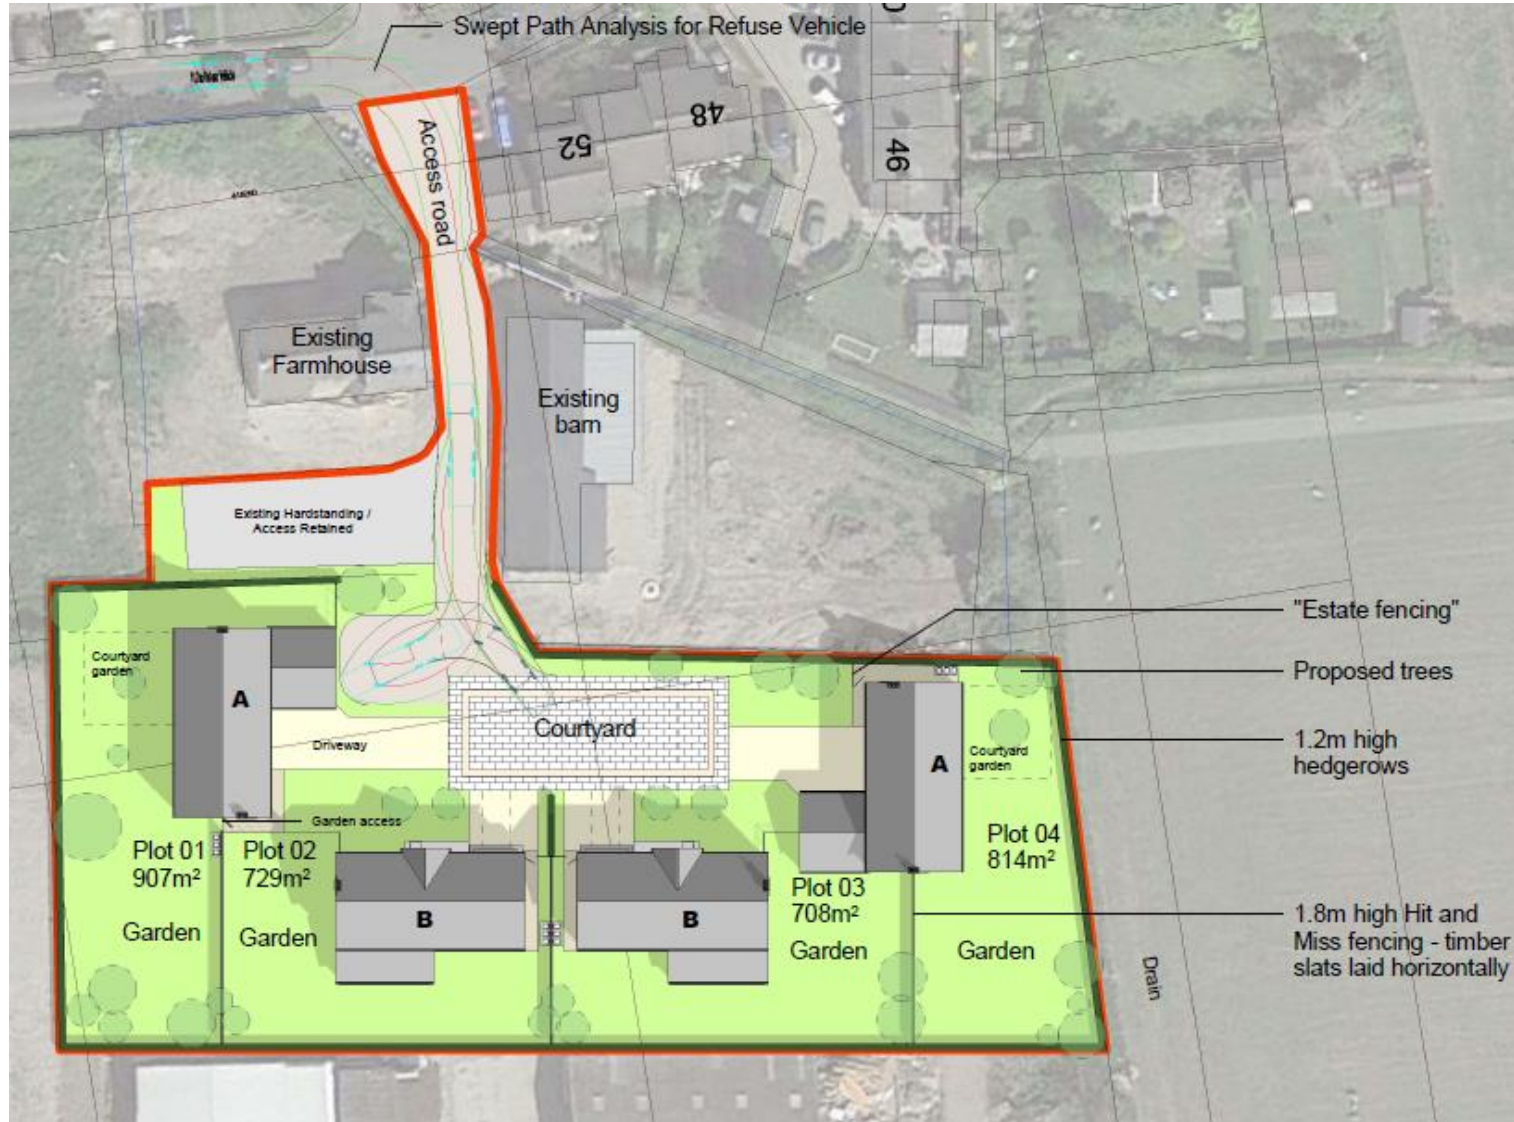 Swept Path Analysis for Refuse Vehicle
48
52
46
Access road
Existing
Farmhouse
Existing
barn
Existing Hardstanding /
Access Retained
"Estate fencing"
Courtyard
garden
Proposed trees
A
Courtyard
Driveway
1.2m high
hedgerows
Courtyard
garden
A
Garden access
Plot 01
907m²
Plot 02
729m²
Plot 03
708m²
Plot 04
814m²
B
B
Garden
Garden
Garden
Garden
1.8m high Hit and
Miss fencing - timber
slats laid horizontally
Drain